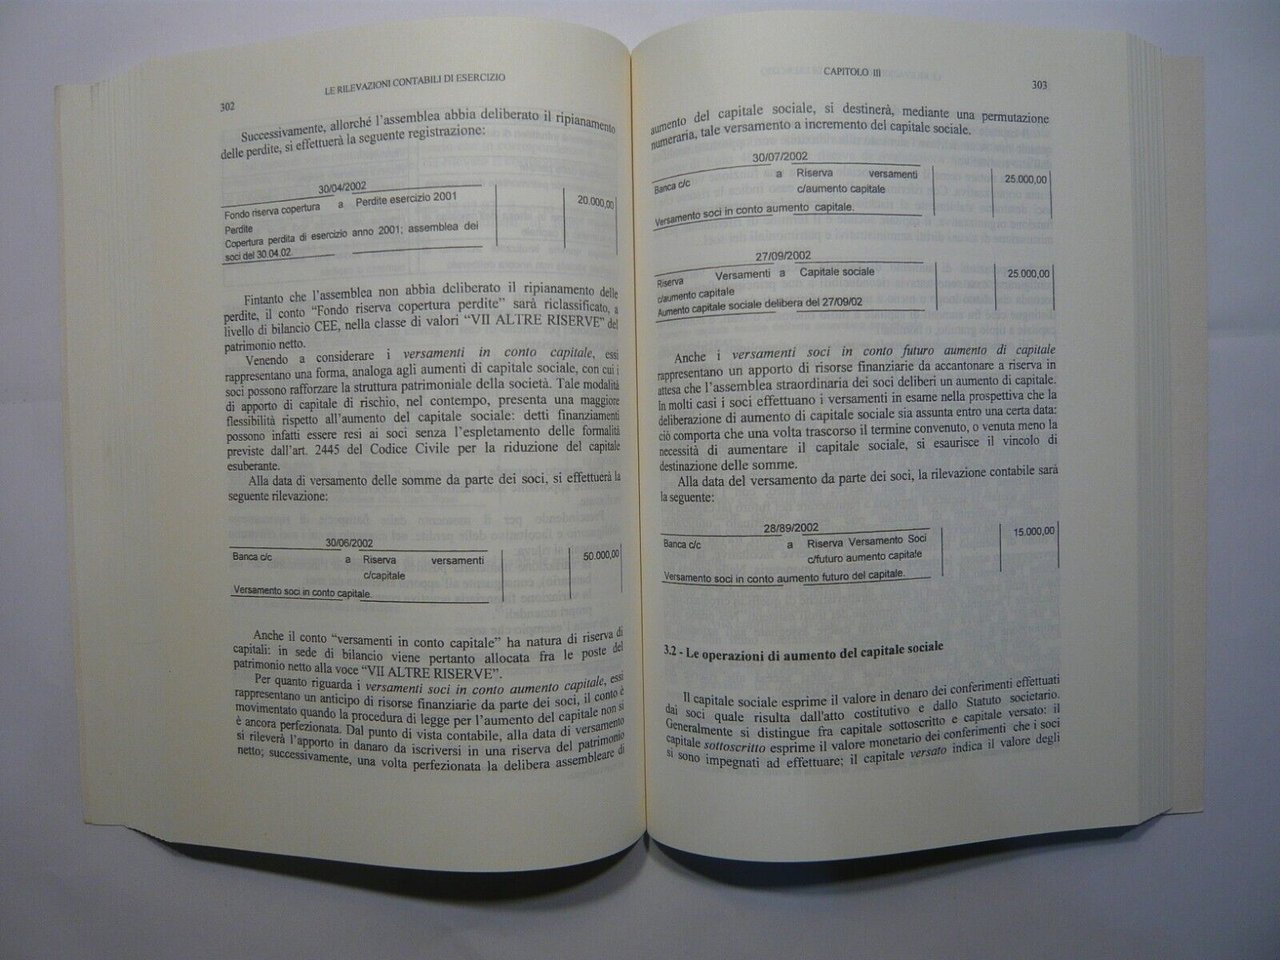 302
LE RILEVAZIONI CONTABILI DI ESERCIZIO
Successivamente, allorché l'assemblea abbia deliberato il ripianamento
delle perdite, si effettuerà la seguente registrazione:
30/04/2002
Fondo riserva copertura a Perdite esercizio 2001 20.000,00
Perdite
Copertura perdita di esercizio anno 2001; assemblea dei
soci del 30.04.02
Fintanto che l'assemblea non abbia deliberato il ripianamento delle
perdite, il conto “Fondo riserva copertura perdite” sarà riclassificato, a
livello di bilancio CEE, nella classe di valori “VII ALTRE RISERVE” del
patrimonio netto.
Venendo a considerare i versamenti in conto capitale, essi
rappresentano una forma, analoga agli aumenti di capitale sociale, con cui i
soci possono rafforzare la struttura patrimoniale della società. Tale modalità
di apporto di capitale di rischio, nel contempo, presenta una maggiore
flessibilità rispetto all'aumento del capitale sociale: detti finanziamenti
possono infatti essere resi ai soci senza l'espletamento delle formalità
previste dall'art. 2445 del Codice Civile per la riduzione del capitale
esuberante.
Alla data di versamento delle somme da parte dei soci, si effettuerà la
seguente rilevazione:
30/06/2002
Banca c/c a Riserva versamenti 50.000,00
c/capitale
Versamento soci in conto capitale.
Anche il conto “versamenti in conto capitale” ha natura di riserva di
capitali: in sede di bilancio viene pertanto allocata fra le poste del
patrimonio netto alla voce “VII ALTRE RISERVE”.
Per quanto riguarda i versamenti soci in conto aumento capitale, essi
rappresentano un anticipo di risorse finanziarie da parte dei soci, il conto è
movimentato quando la procedura di legge per l'aumento del capitale non si
è ancora perfezionata. Dal punto di vista contabile, alla data di versamento
si rileverà l'apporto in danaro da iscriversi in una riserva del patrimonio
netto; successivamente, una volta perfezionata la delibera assembleare di
CAPITOLO III
303
aumento del capitale sociale, si destinerà, mediante una permutazione
numeraria, tale versamento a incremento del capitale sociale.
30/07/2002
Banca c/c a Riserva versamenti 25.000,00
c/aumento capitale
Versamento soci in conto aumento capitale.
27/09/2002
Riserva Versamenti a Capitale sociale 25.000,00
c/aumento capitale
Aumento capitale sociale delibera del 27/09/02
Anche i versamenti soci in conto futuro aumento di capitale
rappresentano un apporto di risorse finanziarie da accantonare a riserva in
attesa che l'assemblea straordinaria dei soci deliberi un aumento di capitale.
In molti casi i soci effettuano i versamenti in esame nella prospettiva che la
deliberazione di aumento di capitale sociale sia assunta entro una certa data:
ciò comporta che una volta trascorso il termine convenuto, o venuta meno la
necessità di aumentare il capitale sociale, si esaurisce il vincolo di
destinazione delle somme.
Alla data del versamento da parte dei soci, la rilevazione contabile sarà
la seguente:
28/89/2002
Banca c/c a Riserva Versamento Soci 15.000,00
c/futuro aumento capitale
Versamento soci in conto aumento futuro del capitale.
3.2 - Le operazioni di aumento del capitale sociale
Il capitale sociale esprime il valore in denaro dei conferimenti effettuati
dai soci quale risulta dall'atto costitutivo e dallo Statuto societario.
Generalmente si distingue fra capitale sottoscritto e capitale versato: il
capitale sottoscritto esprime il valore monetario dei conferimenti che i soci
si sono impegnati ad effettuare; il capitale versato indica il valore degli